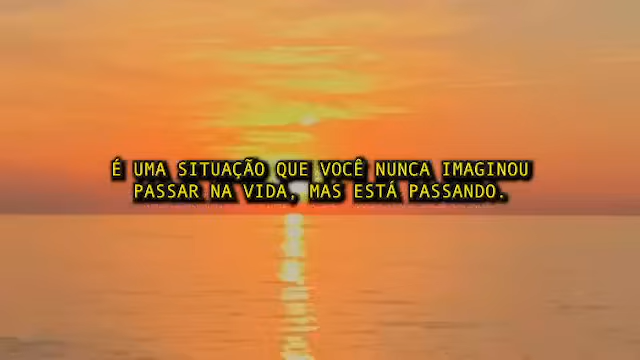 É UMA SITUAÇÃO QUE VOCÊ NUNCA IMAGINOU
PASSAR NA VIDA, MAS ESTÁ PASSANDO.